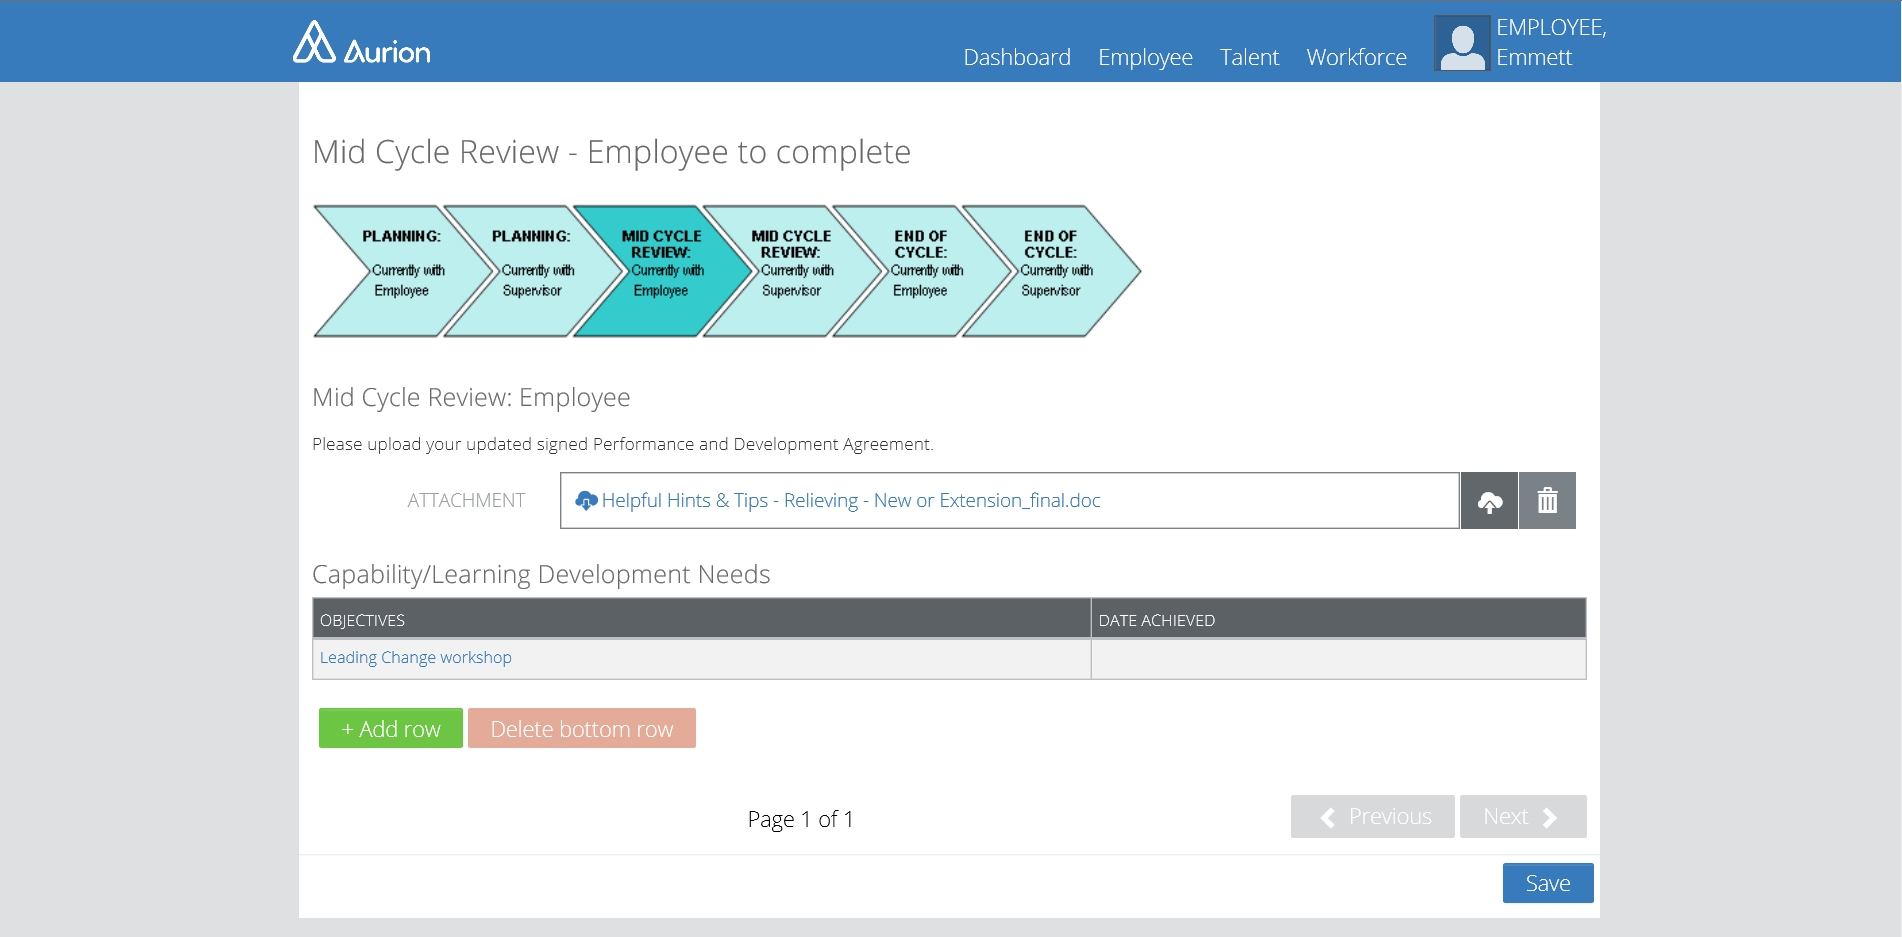 Aurion
Dashboard Employee Talent Workforce
EMPLOYEE,
Emmett
Mid Cycle Review - Employee to complete
PLANNING:
Currently with
Employee
PLANNING:
Currently with
Supervisor
MID CYCLE
REVIEW:
Currently with
Employee
MID CYCLE
REVIEW:
Currently with
Supervisor
END OF
CYCLE:
Currently with
Employee
END OF
CYCLE:
Currently with
Supervisor
Mid Cycle Review: Employee
Please upload your updated signed Performance and Development Agreement.
ATTACHMENT
Helpful Hints & Tips - Relieving - New or Extension_final.doc
Capability/Learning Development Needs
OBJECTIVES DATE ACHIEVED
Leading Change workshop
+ Add row Delete bottom row
Page 1 of 1
Previous Next
Save